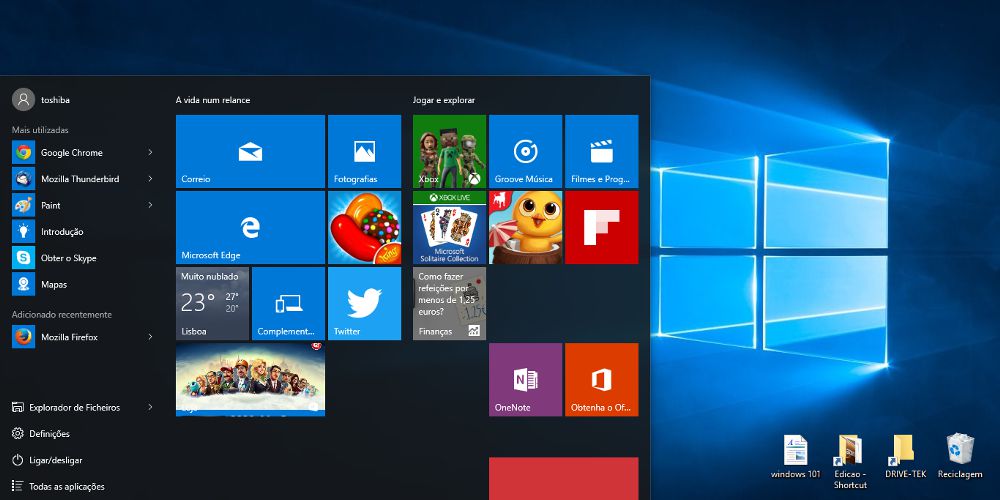 toshiba
Mais utilizadas
Google Chrome
Mozilla Thunderbird
Paint
Introdução
Obter o Skype
Mapas
Adicionado recentemente
Mozilla Firefox
Explorador de Ficheiros
Definições
Ligar/desligar
Todas as aplicações
A vida num relance
Correio
Fotografias
Microsoft Edge
King
Muito nublado
23°
27°
20°
Lisboa
Complement...
Twitter
Jogar e explorar
Xbox
Groove Música
Filmes e Prog...
XBOX LIVE
Microsoft
Solitaire Collection
Como fazer
refeições por
menos de 1,25
euros?
Finanças
OneNote
Obtenha o Of...
windows 101
Edicao -
Shortcut
DRIVE-TEK
Reciclagem